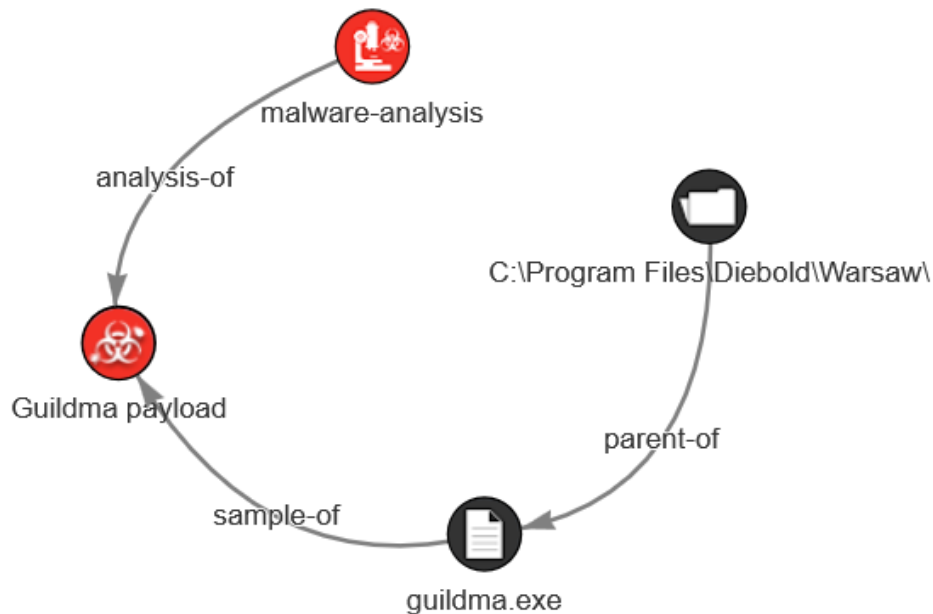 malware-analysis
analysis-of
C:\Program Files\Diebold\Warsaw\
Guildma payload
parent-of
sample-of
guildma.exe